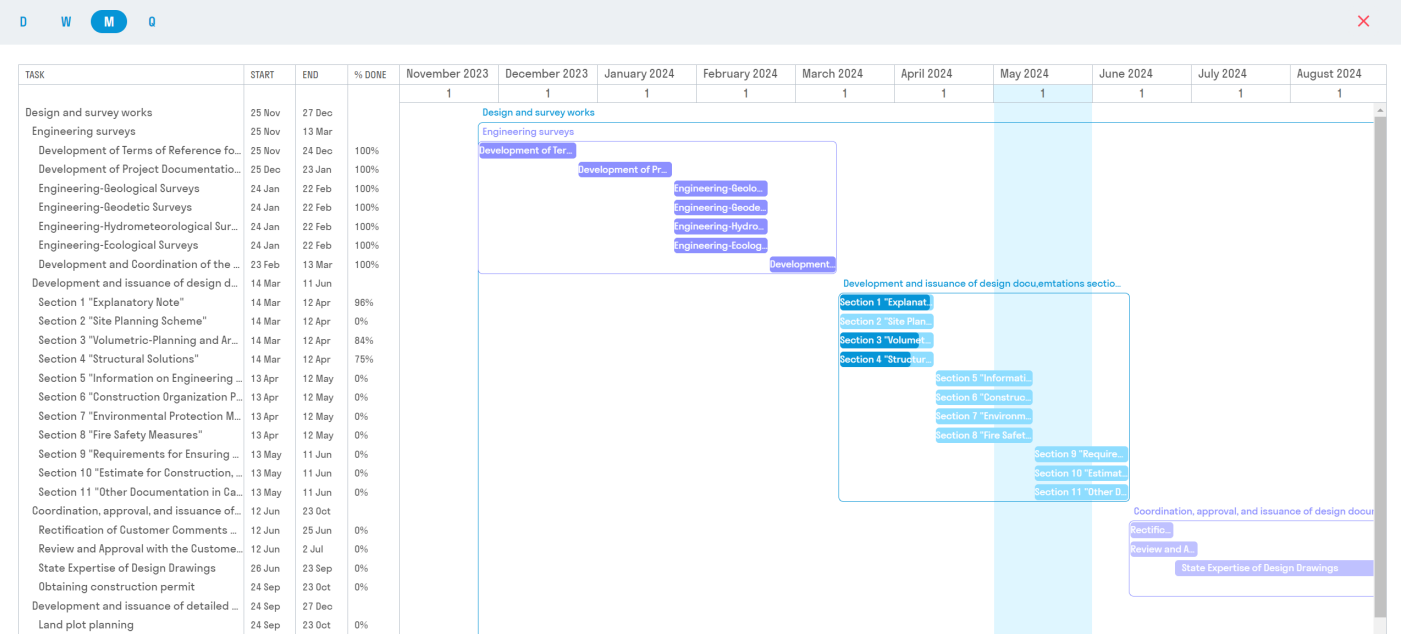 D W M Q
TASK START END % DONE November 2023 December 2023 January 2024 February 2024 March 2024 April 2024 May 2024 June 2024 July 2024 August 2024
1 1 1 1 1 1 1 1 1 1
Design and survey works 25 Nov 27 Dec Design and survey works
Engineering surveys 25 Nov 13 Mar Engineering surveys
Development of Terms of Reference fo... 25 Nov 24 Dec 100% Development of Ter...
Development of Project Documentatio... 25 Dec 23 Jan 100% Development of Pr...
Engineering-Geological Surveys 24 Jan 22 Feb 100% Engineering-Geolo...
Engineering-Geodetic Surveys 24 Jan 22 Feb 100% Engineering-Geode...
Engineering-Hydrometeorological Sur... 24 Jan 22 Feb 100% Engineering-Hydro...
Engineering-Ecological Surveys 24 Jan 22 Feb 100% Engineering-Ecolog...
Development and Coordination of the ... 23 Feb 13 Mar 100% Development...
Development and issuance of design d... 14 Mar 11 Jun Development and issuance of design docu,emtations sectio...
Section 1 "Explanatory Note" 14 Mar 12 Apr 96% Section 1 "Explanat...
Section 2 "Site Planning Scheme" 14 Mar 12 Apr 0% Section 2 "Site Plan...
Section 3 "Volumetric-Planning and Ar... 14 Mar 12 Apr 84% Section 3 "Volumet...
Section 4 "Structural Solutions" 14 Mar 12 Apr 75% Section 4 "Structur...
Section 5 "Information on Engineering ... 13 Apr 12 May 0% Section 5 "Informati...
Section 6 "Construction Organization P... 13 Apr 12 May 0% Section 6 "Construc...
Section 7 "Environmental Protection M... 13 Apr 12 May 0% Section 7 "Environm...
Section 8 "Fire Safety Measures" 13 Apr 12 May 0% Section 8 "Fire Safet...
Section 9 "Requirements for Ensuring ... 13 May 11 Jun 0% Section 9 "Require...
Section 10 "Estimate for Construction, ... 13 May 11 Jun 0% Section 10 "Estimat...
Section 11 "Other Documentation in Ca... 13 May 11 Jun 0% Section 11 "Other D...
Coordination, approval, and issuance of... 12 Jun 23 Oct Coordination, approval, and issuance of design docu
Rectification of Customer Comments ... 12 Jun 25 Jun 0% Rectific...
Review and Approval with the Custome... 12 Jun 2 Jul 0% Review and A...
State Expertise of Design Drawings 26 Jun 23 Sep 0% State Expertise of Design Drawings
Obtaining construction permit 24 Sep 23 Oct 0%
Development and issuance of detailed ... 24 Sep 27 Dec
Land plot planning 24 Sep 23 Oct 0%